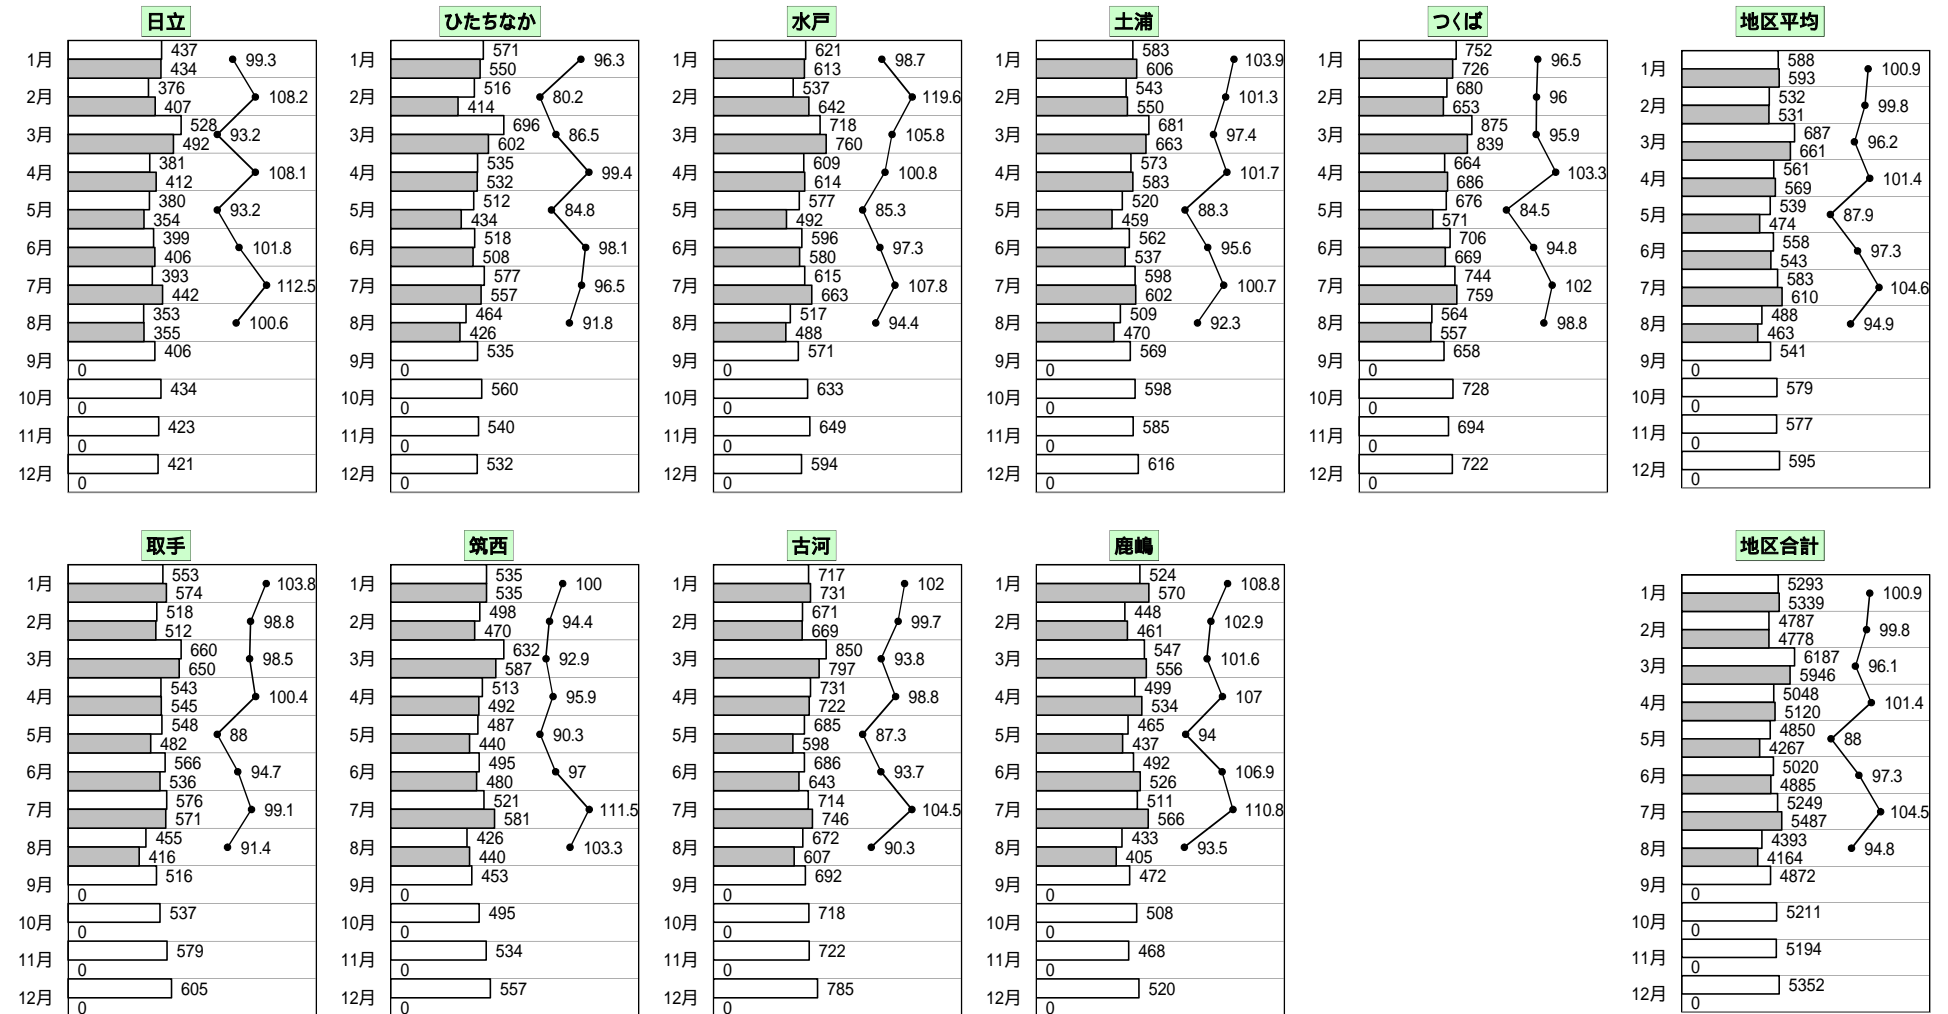 日立
1月 437 434 99.3
2月 376 407 108.2
3月 528 492 93.2
4月 381 412 108.1
5月 380 354 93.2
6月 399 406 101.8
7月 393 442 112.5
8月 353 355 100.6
9月 406 0
10月 434 0
11月 423 0
12月 421 0
ひたちなか
1月 571 550 96.3
2月 516 414 80.2
3月 696 602 86.5
4月 535 532 99.4
5月 512 434 84.8
6月 518 508 98.1
7月 577 557 96.5
8月 464 426 91.8
9月 535 0
10月 560 0
11月 540 0
12月 532 0
水戸
1月 621 613 98.7
2月 537 642 119.6
3月 718 760 105.8
4月 609 614 100.8
5月 577 492 85.3
6月 596 580 97.3
7月 615 663 107.8
8月 517 488 94.4
9月 571 0
10月 633 0
11月 649 0
12月 594 0
土浦
1月 583 606 103.9
2月 543 550 101.3
3月 681 663 97.4
4月 573 583 101.7
5月 520 459 88.3
6月 562 537 95.6
7月 598 602 100.7
8月 509 470 92.3
9月 569 0
10月 598 0
11月 585 0
12月 616 0
つくば
1月 752 726 96.5
2月 680 653 96
3月 875 839 95.9
4月 664 686 103.3
5月 676 571 84.5
6月 706 669 94.8
7月 744 759 102
8月 564 557 98.8
9月 658 0
10月 728 0
11月 694 0
12月 722 0
地区平均
1月 588 593 100.9
2月 532 531 99.8
3月 687 661 96.2
4月 561 569 101.4
5月 539 474 87.9
6月 558 543 97.3
7月 583 610 104.6
8月 488 463 94.9
9月 541 0
10月 579 0
11月 577 0
12月 595 0
取手
1月 553 574 103.8
2月 518 512 98.8
3月 660 650 98.5
4月 543 545 100.4
5月 548 482 88
6月 566 536 94.7
7月 576 571 99.1
8月 455 416 91.4
9月 516 0
10月 537 0
11月 579 0
12月 605 0
筑西
1月 535 535 100
2月 498 470 94.4
3月 632 587 92.9
4月 513 492 95.9
5月 487 440 90.3
6月 495 480 97
7月 521 581 111.5
8月 426 440 103.3
9月 453 0
10月 495 0
11月 534 0
12月 557 0
古河
1月 717 731 102
2月 671 669 99.7
3月 850 797 93.8
4月 731 722 98.8
5月 685 598 87.3
6月 686 643 93.7
7月 714 746 104.5
8月 672 607 90.3
9月 692 0
10月 718 0
11月 722 0
12月 785 0
鹿嶋
1月 524 570 108.8
2月 448 461 102.9
3月 547 556 101.6
4月 499 534 107
5月 465 437 94
6月 492 526 106.9
7月 511 566 110.8
8月 433 405 93.5
9月 472 0
10月 508 0
11月 468 0
12月 520 0
地区合計
1月 5293 5339 100.9
2月 4787 4778 99.8
3月 6187 5946 96.1
4月 5048 5120 101.4
5月 4850 4267 88
6月 5020 4885 97.3
7月 5249 5487 104.5
8月 4393 4164 94.8
9月 4872 0
10月 5211 0
11月 5194 0
12月 5352 0